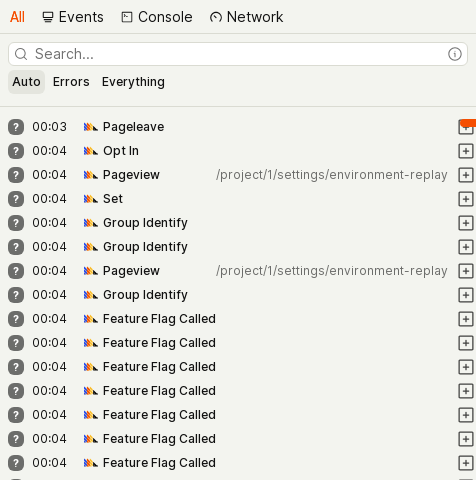 All Events Console Network
Search...
Auto Errors Everything
? 00:03 Pageleave
? 00:04 Opt In
? 00:04 Pageview /project/1/settings/environment-replay
? 00:04 Set
? 00:04 Group Identify
? 00:04 Group Identify
? 00:04 Pageview /project/1/settings/environment-replay
? 00:04 Group Identify
? 00:04 Feature Flag Called
? 00:04 Feature Flag Called
? 00:04 Feature Flag Called
? 00:04 Feature Flag Called
? 00:04 Feature Flag Called
? 00:04 Feature Flag Called
? 00:04 Feature Flag Called